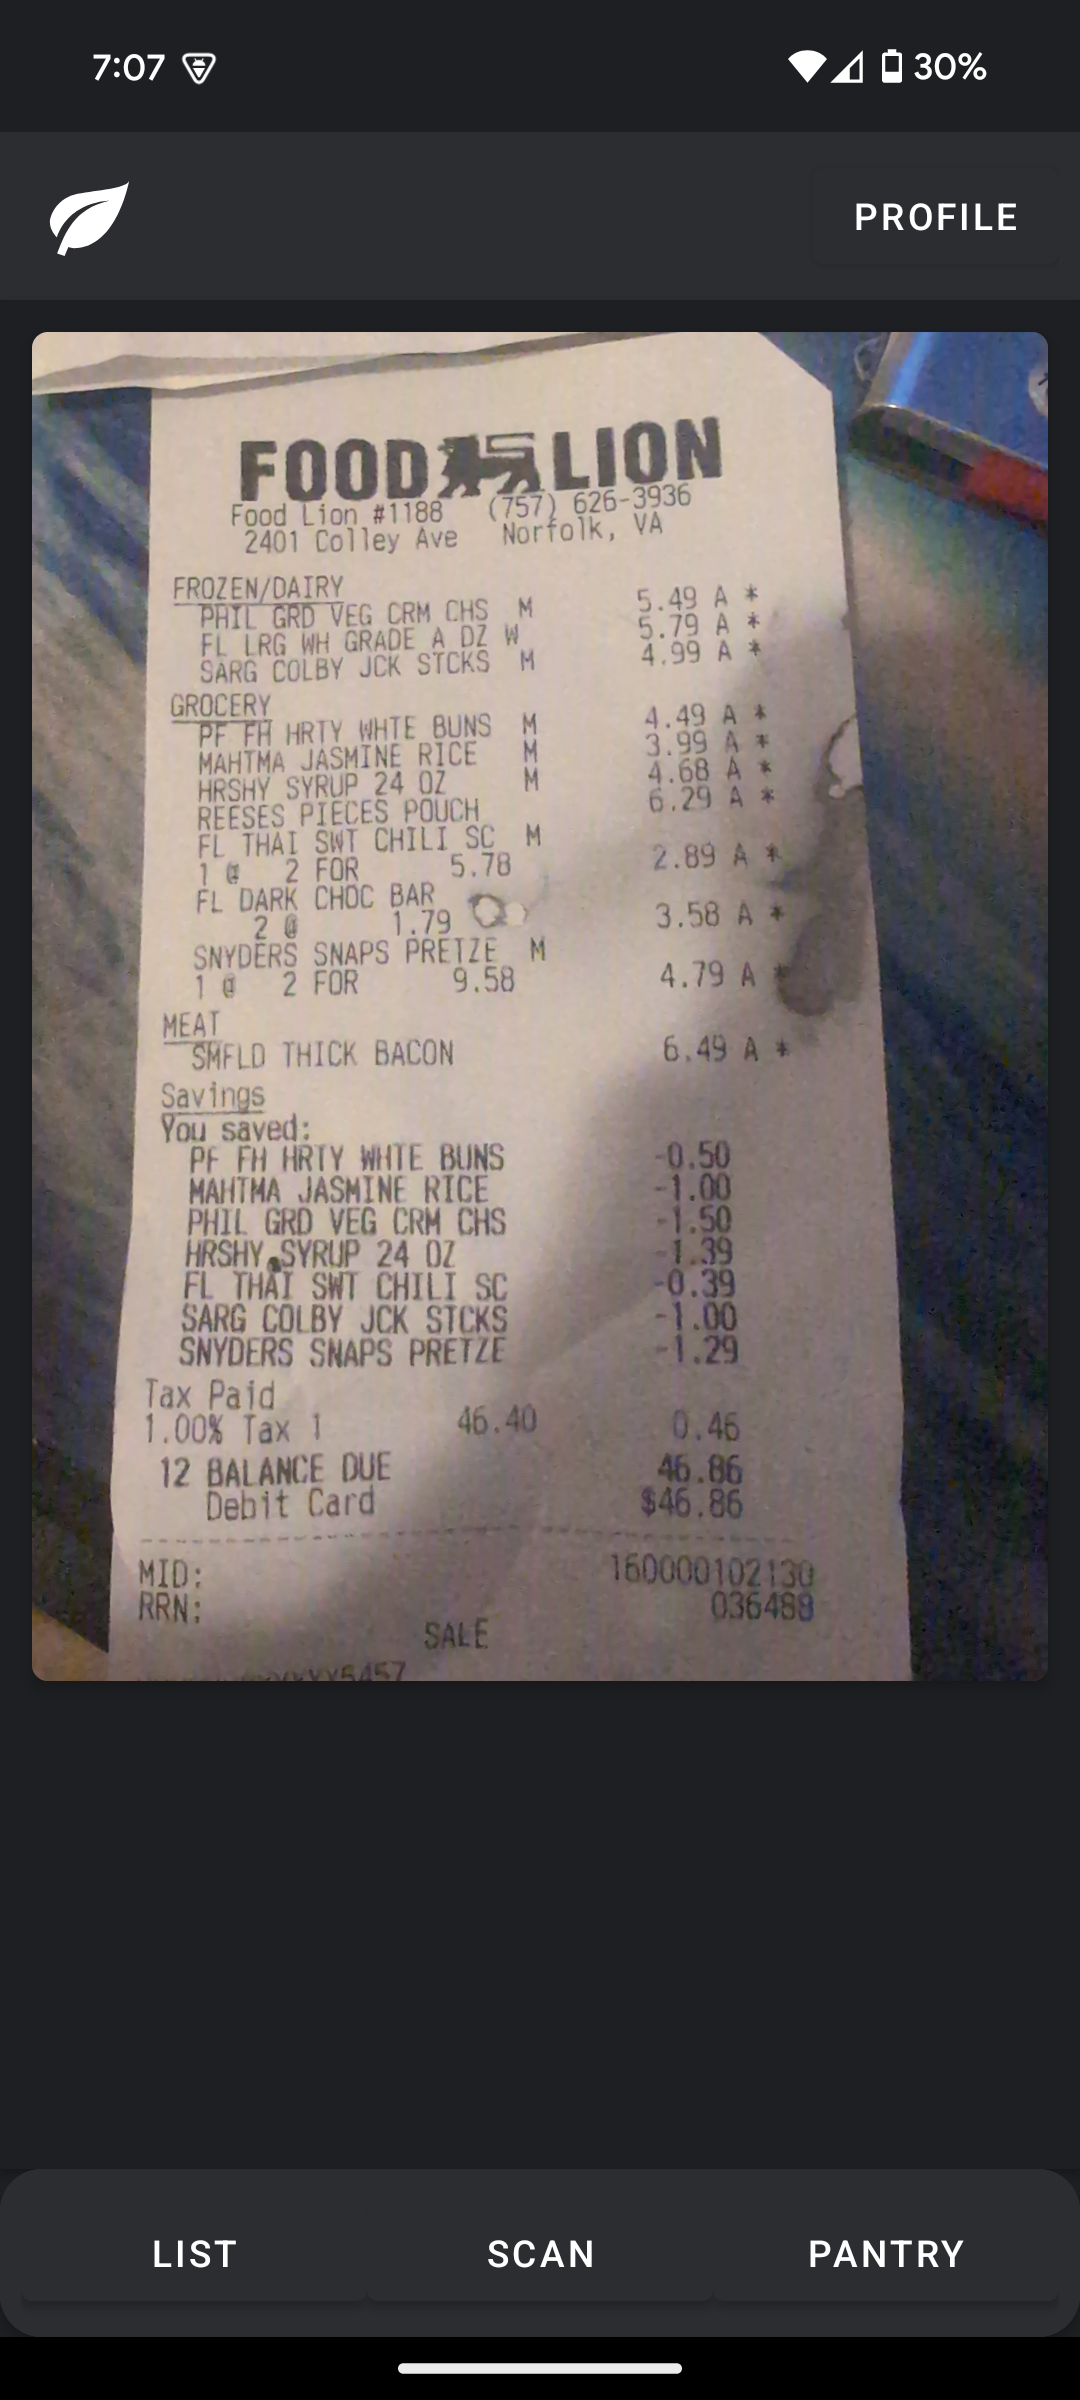 7:07 30%
PROFILE
FOOD LION
Food Lion #1188 (757) 626-3936
2401 Colley Ave Norfolk, VA
FROZEN/DAIRY
PHIL GRD VEG CRM CHS M 5.49 A *
FL LRG WH GRADE A DZ W 5.79 A *
SARG COLBY JCK STCKS M 4.99 A *
GROCERY
PF FH HRTY WHTE BUNS M 4.49 A *
MAHTMA JASMINE RICE M 3.99 A *
HRSHY SYRUP 24 OZ M 4.68 A *
REESES PIECES POUCH 6.29 A *
FL THAI SWT CHILI SC M
1 @ 2 FOR 5.78 2.89 A *
FL DARK CHOC BAR
2 @ 1.79 3.58 A *
SNYDERS SNAPS PRETZE M
1 @ 2 FOR 9.58 4.79 A *
MEAT
SMFLD THICK BACON 6.49 A *
Savings
You saved:
PF FH HRTY WHTE BUNS -0.50
MAHTMA JASMINE RICE -1.00
PHIL GRD VEG CRM CHS -1.50
HRSHY SYRUP 24 OZ -1.39
FL THAI SWT CHILI SC -0.39
SARG COLBY JCK STCKS -1.00
SNYDERS SNAPS PRETZE -1.29
Tax Paid
1.00% Tax 1 46.40 0.46
12 BALANCE DUE 46.86
Debit Card $46.86
MID: 160000102130
RRN: 036488
SALE
LIST SCAN PANTRY